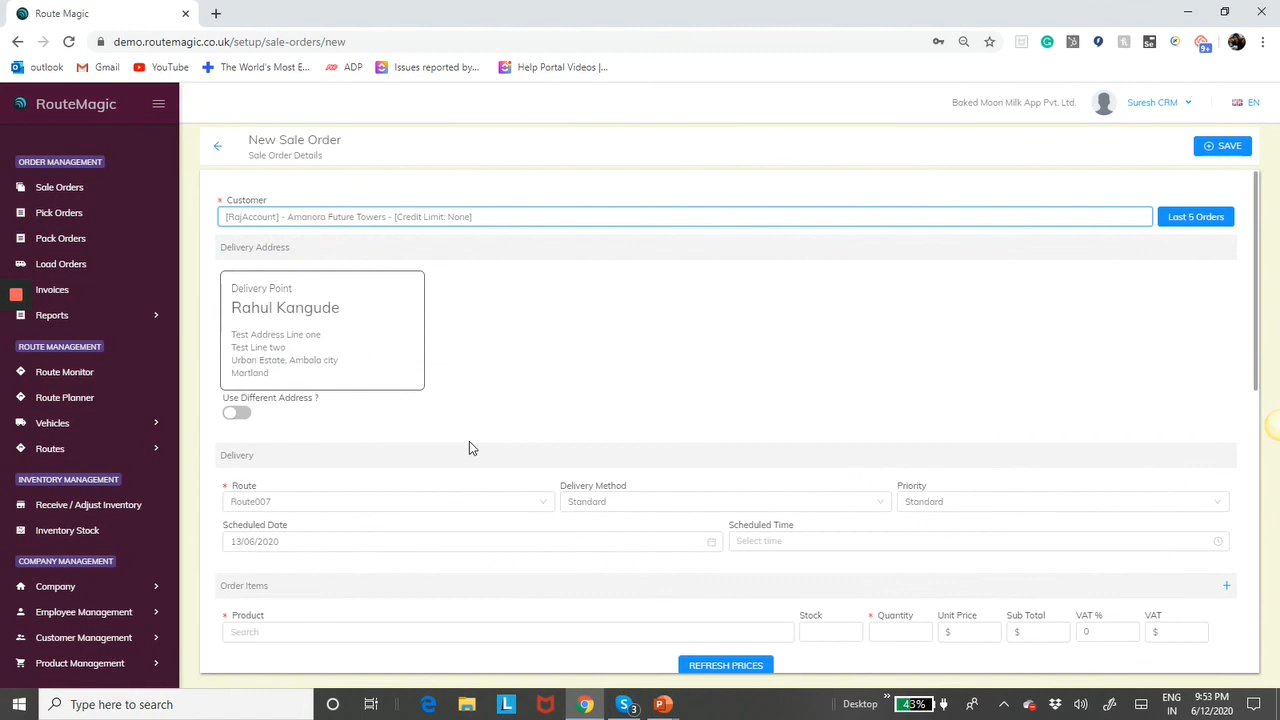 Route Magic
demo.routemagic.co.uk/setup/sale-orders/new
9+
outlook
Gmail
YouTube
The World's Most E...
ADP
Issues reported by...
Help Portal Videos |...
RouteMagic
Baked Moon Milk App Pvt. Ltd.
Suresh CRM
EN
ORDER MANAGEMENT
Sale Orders
Pick Orders
Pack Orders
Load Orders
Invoices
Reports
ROUTE MANAGEMENT
Route Monitor
Route Planner
Vehicles
Routes
INVENTORY MANAGEMENT
Receive / Adjust Inventory
Inventory Stock
COMPANY MANAGEMENT
Company
Employee Management
Customer Management
Product Management
New Sale Order
Sale Order Details
SAVE
* Customer
[RajAccount] - Amanora Future Towers - [Credit Limit: None]
Last 5 Orders
Delivery Address
Delivery Point
Rahul Kangude
Test Address Line one
Test Line two
Urban Estate, Ambala city
Martland
Use Different Address ?
Delivery
* Route
Delivery Method
Priority
Route007
Standard
Standard
Scheduled Date
Scheduled Time
13/06/2020
Select time
Order Items
+
* Product
Stock
* Quantity
Unit Price
Sub Total
VAT %
VAT
Search
$
$
0
$
REFRESH PRICES
Type here to search
L
S
3
Desktop
43%
ENG
IN
9:53 PM
6/12/2020